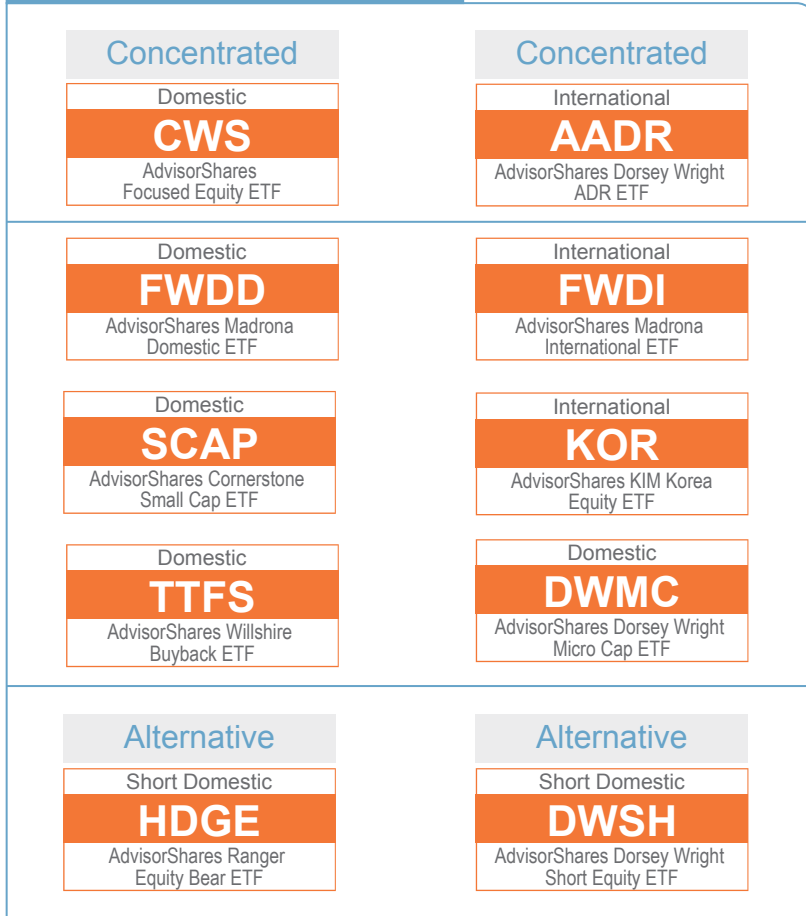 Concentrated
Domestic
CWS
AdvisorShares
Focused Equity ETF
Concentrated
International
AADR
AdvisorShares Dorsey Wright
ADR ETF
Domestic
FWDD
AdvisorShares Madrona
Domestic ETF
International
FWDI
AdvisorShares Madrona
International ETF
Domestic
SCAP
AdvisorShares Cornerstone
Small Cap ETF
International
KOR
AdvisorShares KIM Korea
Equity ETF
Domestic
TTFS
AdvisorShares Willshire
Buyback ETF
Domestic
DWMC
AdvisorShares Dorsey Wright
Micro Cap ETF
Alternative
Short Domestic
HDGE
AdvisorShares Ranger
Equity Bear ETF
Alternative
Short Domestic
DWSH
AdvisorShares Dorsey Wright
Short Equity ETF